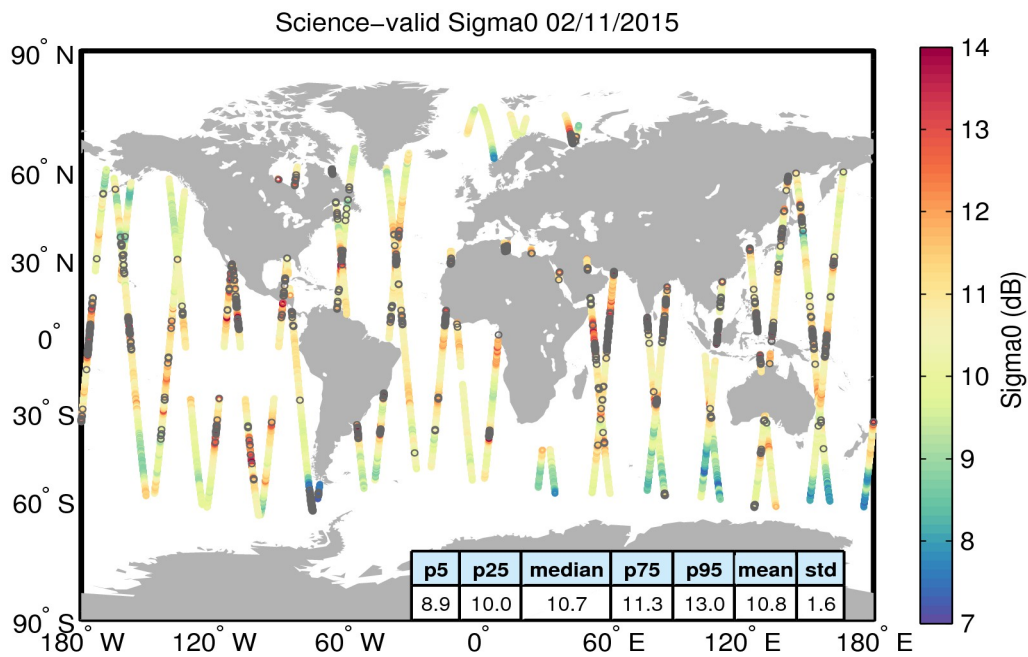 Science–valid Sigma0 02/11/2015
90° N
60° N
30° N
0°
30° S
60° S
90° S
180° W
120° W
60° W
0°
60° E
120° E
180° E
p5 p25 median p75 p95 mean std
8.9 10.0 10.7 11.3 13.0 10.8 1.6
14
13
12
11
10
9
8
7
Sigma0 (dB)